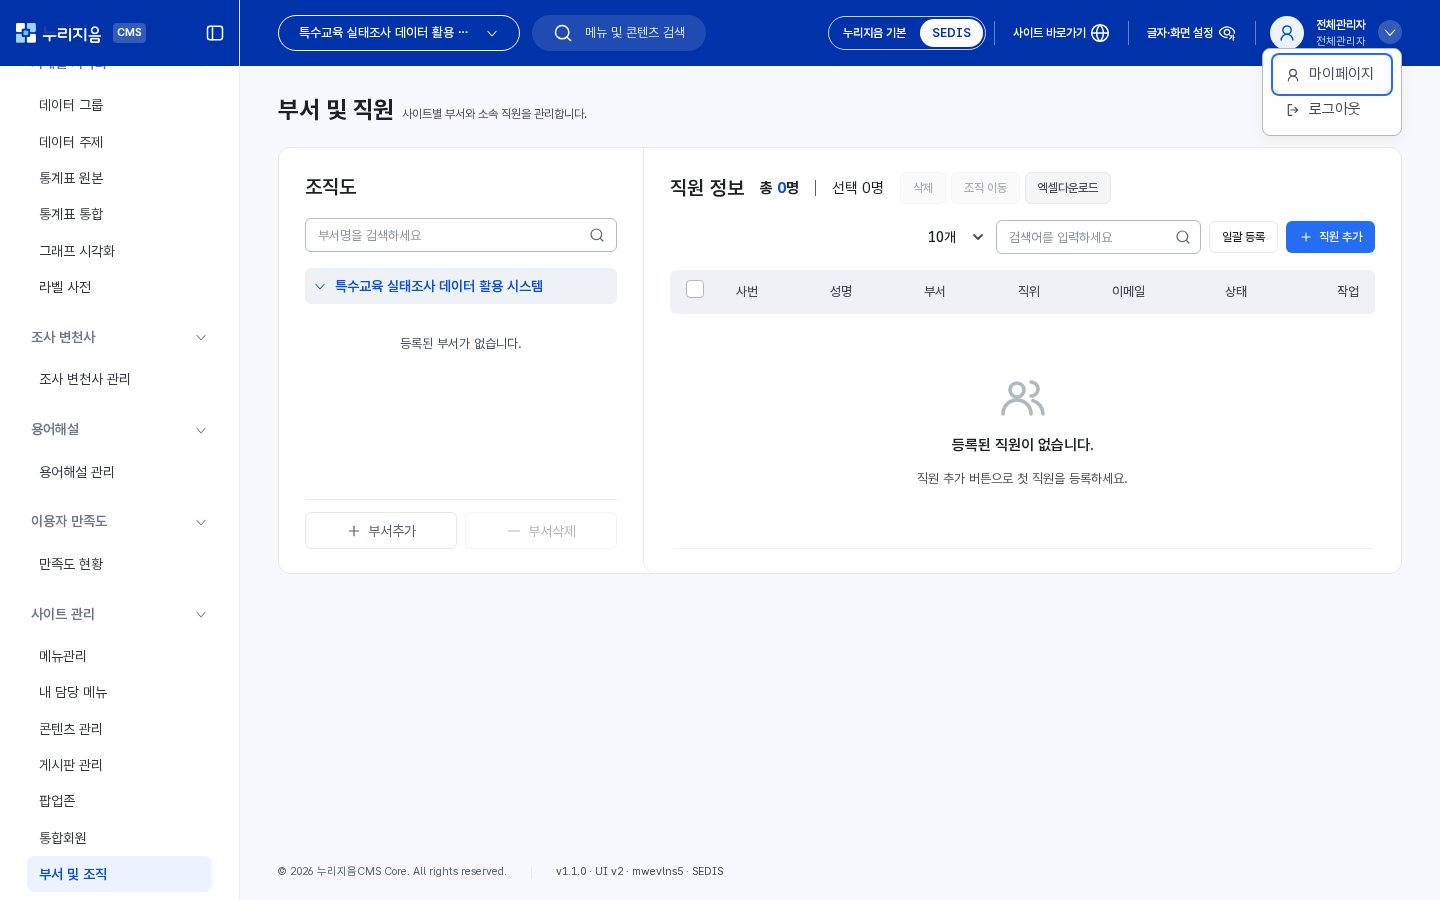 누리지음 CMS
특수교육 실태조사 데이터 활용 ···
메뉴 및 콘텐츠 검색
누리지음 기본
SEDIS
사이트 바로가기
글자·화면 설정
전체관리자
전체관리자
마이페이지
로그아웃
데이터 그룹
데이터 주제
통계표 원본
통계표 통합
그래프 시각화
라벨 사전
조사 변천사
조사 변천사 관리
용어해설
용어해설 관리
이용자 만족도
만족도 현황
사이트 관리
메뉴관리
내 담당 메뉴
콘텐츠 관리
게시판 관리
팝업존
통합회원
부서 및 조직
부서 및 직원 사이트별 부서와 소속 직원을 관리합니다.
조직도
부서명을 검색하세요
특수교육 실태조사 데이터 활용 시스템
등록된 부서가 없습니다.
부서추가
부서삭제
직원 정보 총 0명 선택 0명 삭제 조직 이동 엑셀다운로드
10개 검색어를 입력하세요 일괄 등록 직원 추가
사번 성명 부서 직위 이메일 상태 작업
등록된 직원이 없습니다.
직원 추가 버튼으로 첫 직원을 등록하세요.
© 2026 누리지음CMS Core. All rights reserved. v1.1.0 · UI v2 · mwevlns5 · SEDIS